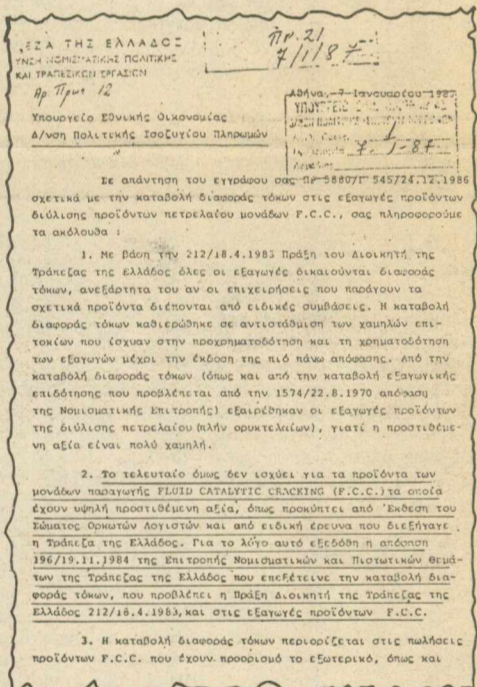 ΕΖΑ ΤΗΣ ΕΛΛΑΔΟΣ
ΥΝΣΗ ΝΟΜΙΣΜΑΤΙΚΗΣ ΠΟΛΙΤΙΚΗΣ
ΚΑΙ ΤΡΑΠΕΖΙΚΩΝ ΕΡΓΑΣΙΩΝ
Αρ. Πρωτ 12
Πρ. 21
7/1/87
Αθήνα, 7 Ιανουαρίου 1987
Υπουργείο Εθνικής Οικονομίας
Δ/νση Πολιτικής Ισοζυγίου Πληρωμών
ΥΠΟΥΡΓΕΙΟ
1
7. 1-87
Σε απάντηση του εγγράφου σας Πρ 5880/Γ 545/24.12.1986
σχετικά με την καταβολή διαφοράς τόκων στις εξαγωγές προϊόντων
διύλισης προϊόντων πετρελαίου μονάδων F.C.C., σας πληροφορούμε
τα ακόλουθα :
1. Με βάση την 212/18.4.1983 Πράξη του Διοικητή της
Τράπεζας της Ελλάδος όλες οι εξαγωγές δικαιούνται διαφοράς
τόκων, ανεξάρτητα του αν οι επιχειρήσεις που παράγουν τα
σχετικά προϊόντα διέπονται από ειδικές συμβάσεις. Η καταβολή
διαφοράς τόκων καθιερώθηκε σε αντιστάθμιση των χαμηλών επι-
τοκίων που ίσχυαν στην προχρηματοδότηση και τη χρηματοδότηση
των εξαγωγών μέχρι την έκδοση της πιό πάνω απόφασης. Από την
καταβολή διαφοράς τόκων (όπως και από την καταβολή εξαγωγικής
επιδότησης που προβλέπεται από την 1574/22.8.1970 απόφαση
της Νομισματικής Επιτροπής) εξαιρέθηκαν οι εξαγωγές προϊόντων
της διύλισης πετρελαίου (πλήν ορυκτελαίων), γιατί η προστιθέμε-
νη αξία είναι πολύ χαμηλή.
2. Το τελευταίο όμως δεν ισχύει για τα προϊόντα των
μονάδων παραγωγής FLUID CATALYTIC CRACKING (F.C.C.) τα οποία
έχουν υψηλή προστιθέμενη αξία, όπως προκύπτει από Έκθεση του
Σώματος Ορκωτών Λογιστών και από ειδική έρευνα που διεξήγαγε
η Τράπεζα της Ελλάδος. Για το λόγο αυτό εξεδόθη η απόφαση
196/19.11.1984 της Επιτροπής Νομισματικών και Πιστωτικών Θεμά-
των της Τράπεζας της Ελλάδος που επεξέτεινε την καταβολή δια-
φοράς τόκων, που προβλέπει η Πράξη Διοικητή της Τράπεζας της
Ελλάδος 212/18.4.1983, και στις εξαγωγές προϊόντων F.C.C.
3. Η καταβολή διαφοράς τόκων περιορίζεται στις πωλήσεις
προϊόντων F.C.C. που έχουν προορισμό το εξωτερικό, όπως και